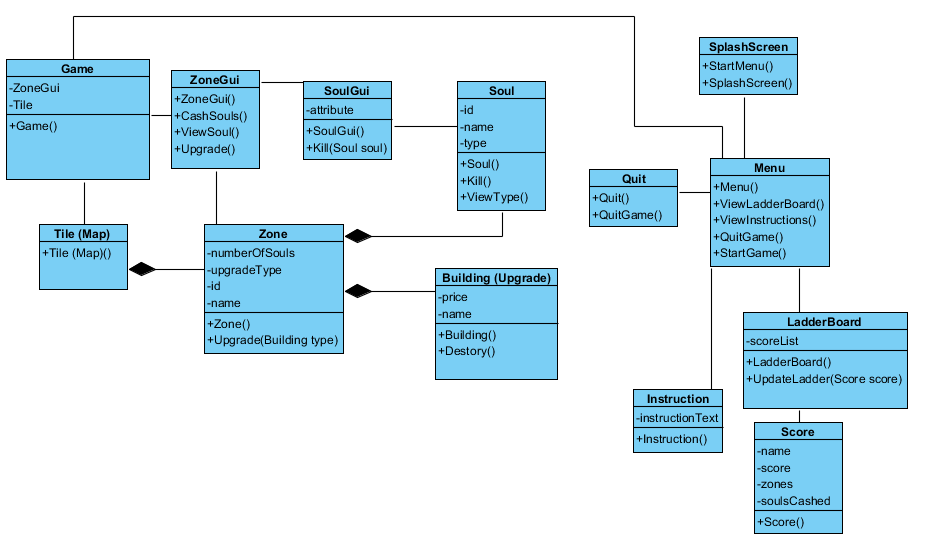 Game
-ZoneGui
-Tile
+Game()
ZoneGui
+ZoneGui()
+CashSouls()
+ViewSoul()
+Upgrade()
SoulGui
-attribute
+SoulGui()
+Kill(Soul soul)
Soul
-id
-name
-type
+Soul()
+Kill()
+ViewType()
SplashScreen
+StartMenu()
+SplashScreen()
Quit
+Quit()
+QuitGame()
Menu
+Menu()
+ViewLadderBoard()
+ViewInstructions()
+QuitGame()
+StartGame()
Tile (Map)
+Tile (Map)()
Zone
-numberOfSouls
-upgradeType
-id
-name
+Zone()
+Upgrade(Building type)
Building (Upgrade)
-price
-name
+Building()
+Destory()
LadderBoard
-scoreList
+LadderBoard()
+UpdateLadder(Score score)
Instruction
-instructionText
+Instruction()
Score
-name
-score
-zones
-soulsCashed
+Score()